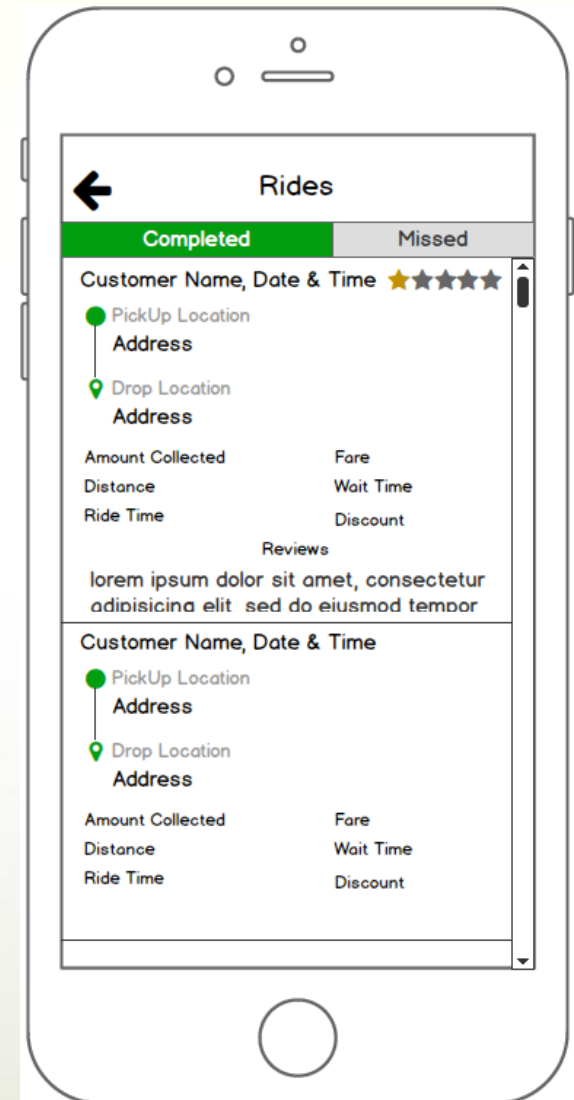 Rides
Completed Missed
Customer Name, Date & Time
PickUp Location
Address
Drop Location
Address
Amount Collected Fare
Distance Wait Time
Ride Time Discount
Reviews
lorem ipsum dolor sit amet, consectetur
adipisicing elit sed do eiusmod tempor
Customer Name, Date & Time
PickUp Location
Address
Drop Location
Address
Amount Collected Fare
Distance Wait Time
Ride Time Discount